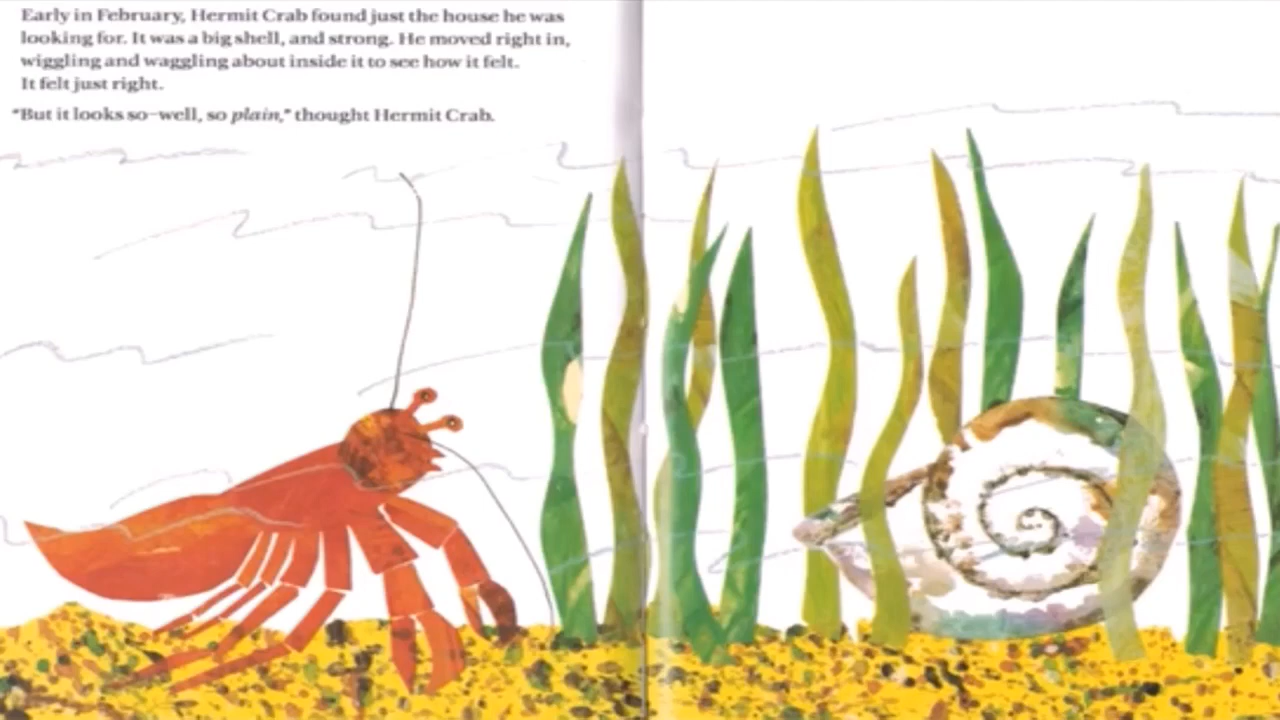 Early in February, Hermit Crab found just the house he was
looking for. It was a big shell, and strong. He moved right in,
wiggling and waggling about inside it to see how it felt.
It felt just right.
"But it looks so—well, so plain," thought Hermit Crab.